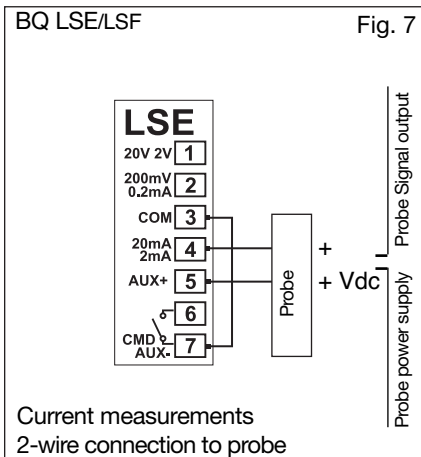 BQ LSE/LSF
Fig. 7
LSE
20V 2V 1
200mV
0.2mA 2
COM 3
20mA
2mA 4
AUX+ 5
6
CMD
AUX- 7
Probe
+
+ Vdc
Probe Signal output
Probe power supply
Current measurements
2-wire connection to probe